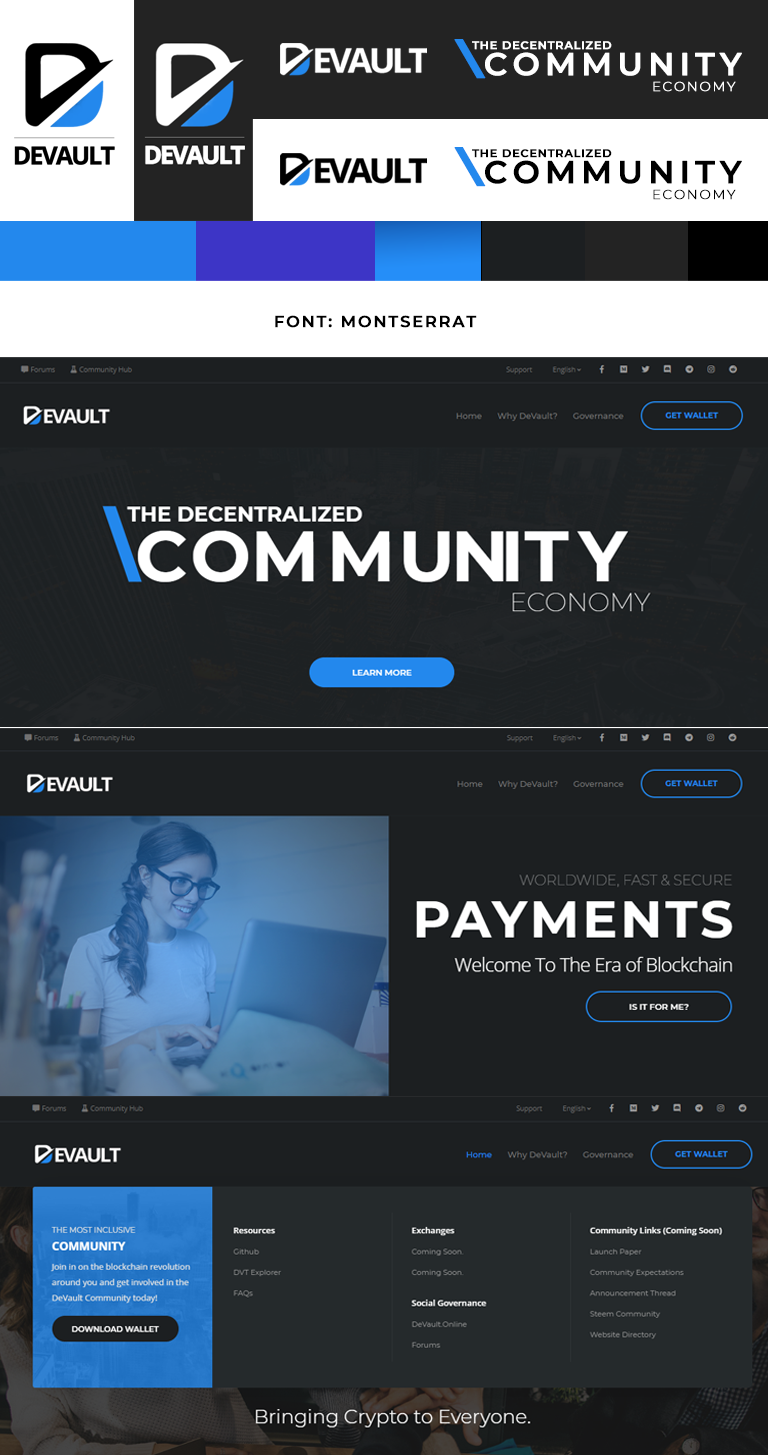 DEVAULT
DEVAULT
DEVAULT
THE DECENTRALIZED
COMMUNITY
ECONOMY
DEVAULT
THE DECENTRALIZED
COMMUNITY
ECONOMY
FONT: MONTSERRAT
Forums Community Hub Support English
DEVAULT Home Why DeVault? Governance GET WALLET
THE DECENTRALIZED
COMMUNITY
ECONOMY
LEARN MORE
Forums Community Hub Support English
DEVAULT Home Why DeVault? Governance GET WALLET
WORLDWIDE, FAST & SECURE
PAYMENTS
Welcome To The Era of Blockchain
IS IT FOR ME?
Forums Community Hub Support English
DEVAULT Home Why DeVault? Governance GET WALLET
THE MOST INCLUSIVE
COMMUNITY
Join in on the blockchain revolution
around you and get involved in the
DeVault Community today!
DOWNLOAD WALLET
Resources
Github
DVT Explorer
FAQs
Exchanges
Coming Soon.
Coming Soon.
Social Governance
DeVault.Online
Forums
Community Links (Coming Soon)
Launch Paper
Community Expectations
Announcement Thread
Steem Community
Website Directory
Bringing Crypto to Everyone.